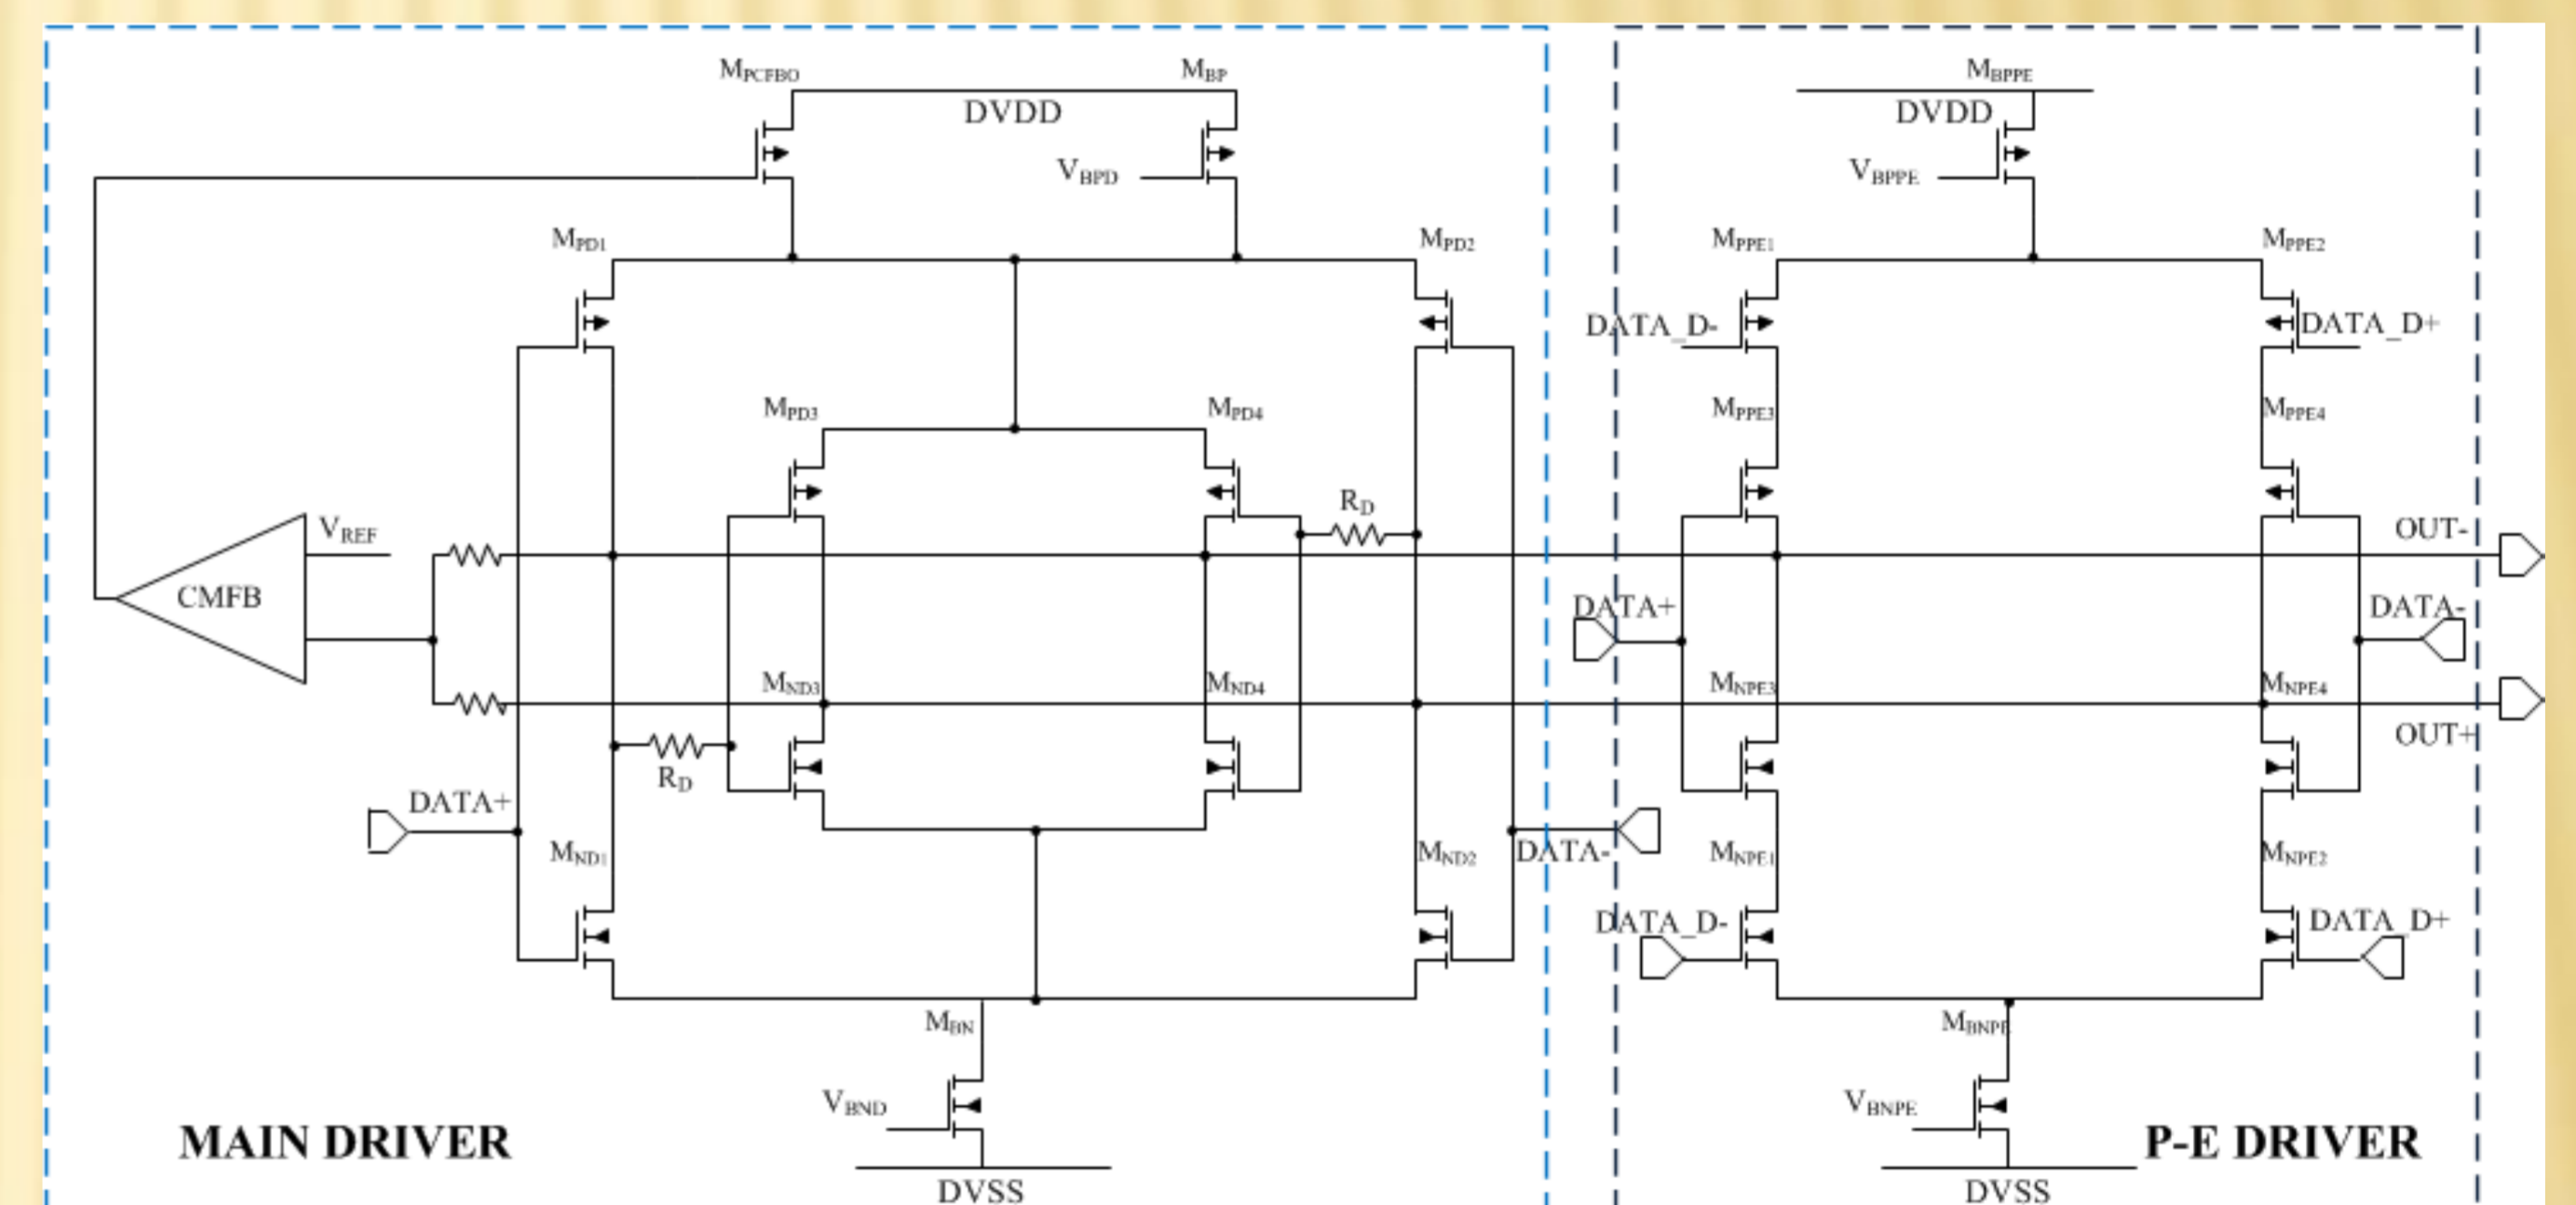 MPCFBO
MBP
MBPPE
DVDD
DVDD
VBPD
VBPPE
MPD1
MPD2
MPPE1
MPPE2
DATA_D-
DATA_D+
MPD3
MPD4
MPPE3
MPPE4
RD
VREF
OUT-
CMFB
DATA+
DATA-
MND3
MND4
MNPE3
MNPE4
OUT+
RD
DATA+
MND1
MND2
DATA-
MNPE1
MNPE2
DATA_D-
DATA_D+
MBN
MBNPE
VBND
VBNPE
MAIN DRIVER
P-E DRIVER
DVSS
DVSS